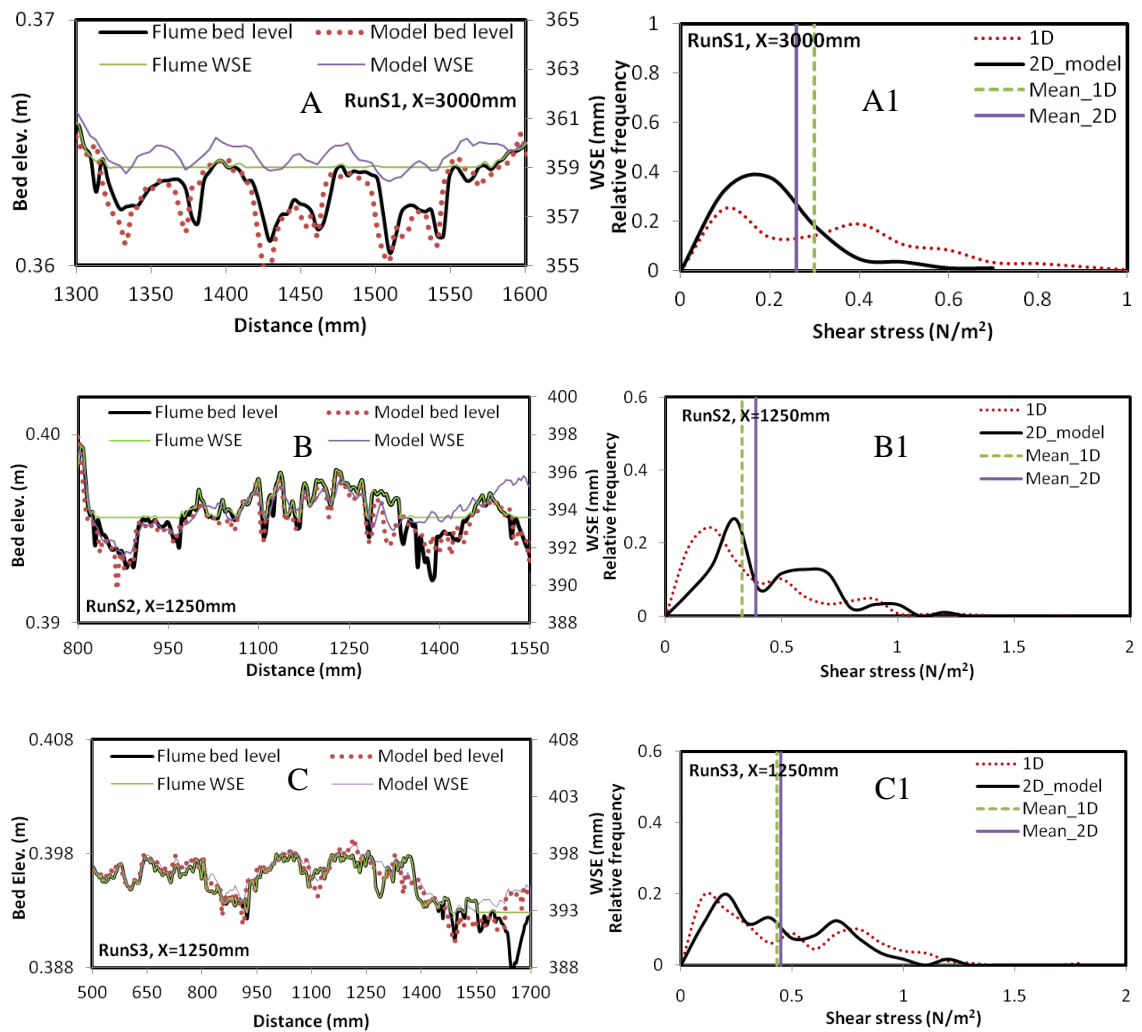 Flume bed level
Model bed level
Flume WSE
Model WSE
A
RunS1, X=3000mm
0.37
0.36
Bed elev. (m)
365
363
361
359
357
355
WSE (mm)
1300
1350
1400
1450
1500
1550
1600
Distance (mm)
RunS1, X=3000mm
A1
1D
2D_model
Mean_1D
Mean_2D
1
0.8
0.6
0.4
0.2
0
Relative frequency
0
0.2
0.4
0.6
0.8
1
Shear stress (N/m²)
Flume bed level
Model bed level
Flume WSE
Model WSE
B
RunS2, X=1250mm
0.40
0.39
Bed elev. (m)
400
398
396
394
392
390
388
WSE (mm)
800
950
1100
1250
1400
1550
Distance (mm)
RunS2, X=1250mm
B1
1D
2D_model
Mean_1D
Mean_2D
0.6
0.4
0.2
0
Relative frequency
0
0.5
1
1.5
2
Shear stress (N/m²)
Flume bed level
Model bed level
Flume WSE
Model WSE
C
RunS3, X=1250mm
0.408
0.398
0.388
Bed Elev. (m)
408
403
398
393
388
WSE (mm)
500
650
800
950
1100
1250
1400
1550
1700
Distance (mm)
RunS3, X=1250mm
C1
1D
2D_model
Mean_1D
Mean_2D
0.6
0.4
0.2
0
Relative frequency
0
0.5
1
1.5
2
Shear stress (N/m²)